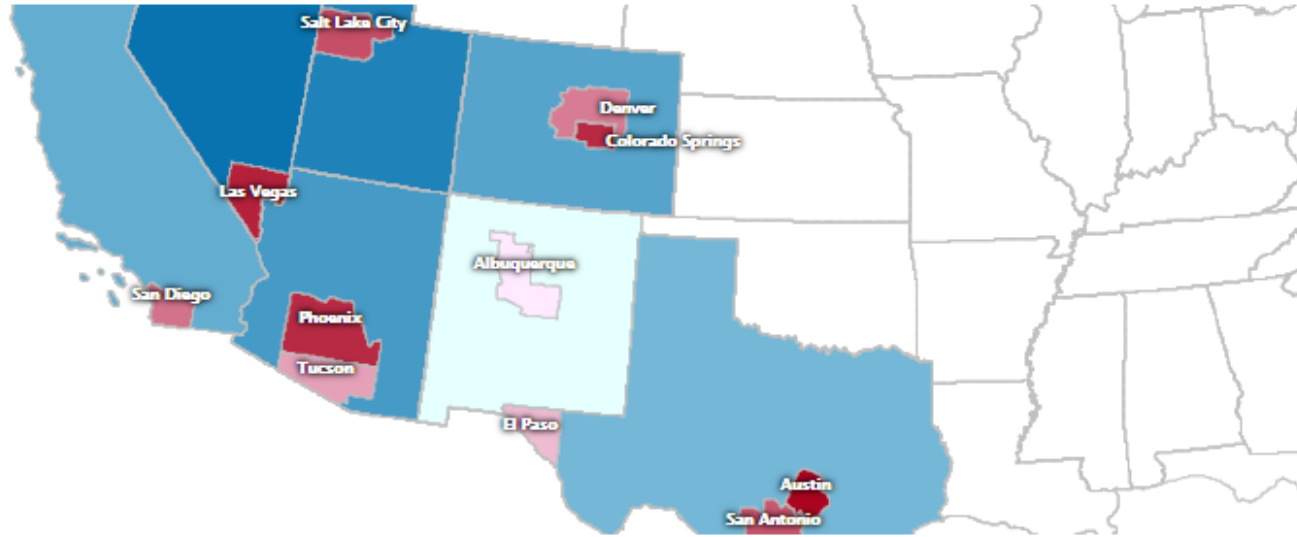 Salt Lake City
Denver
Colorado Springs
Las Vegas
Albuquerque
San Diego
Phoenix
Tucson
El Paso
Austin
San Antonio